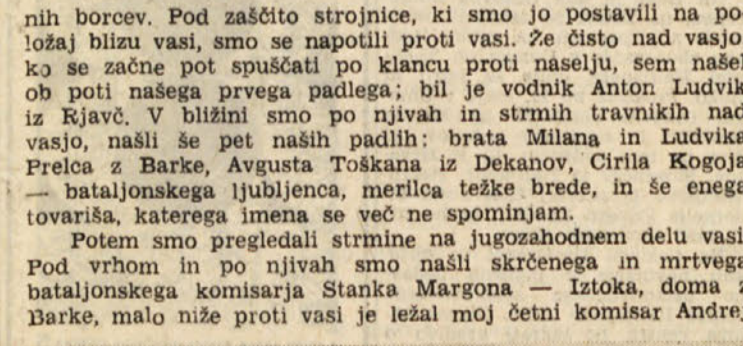 nih borcev. Pod zaščito strojnice, ki smo jo postavili na po
ložaj blizu vasi, smo se napotili proti vasi. Že čisto nad vasjo
ko se začne pot spuščati po klancu proti naselju, sem našel
ob poti našega prvega padlega; bil je vodnik Anton Ludvik
iz Rjavč. V bližini smo po njivah in strmih travnikih nad
vasjo, našli še pet naših padlih: brata Milana in Ludvika
Prelca z Barke, Avgusta Toškana iz Dekanov, Cirila Kogoja
— bataljonskega ljubljenca, merilca težke brede, in še enega
tovariša, katerega imena se več ne spominjam.
Potem smo pregledali strmine na jugozahodnem delu vasi.
Pod vrhom in po njivah smo našli skrčenega in mrtvega
bataljonskega komisarja Stanka Margona — Iztoka, doma z
Barke, malo niže proti vasi je ležal moj četni komisar Andrej